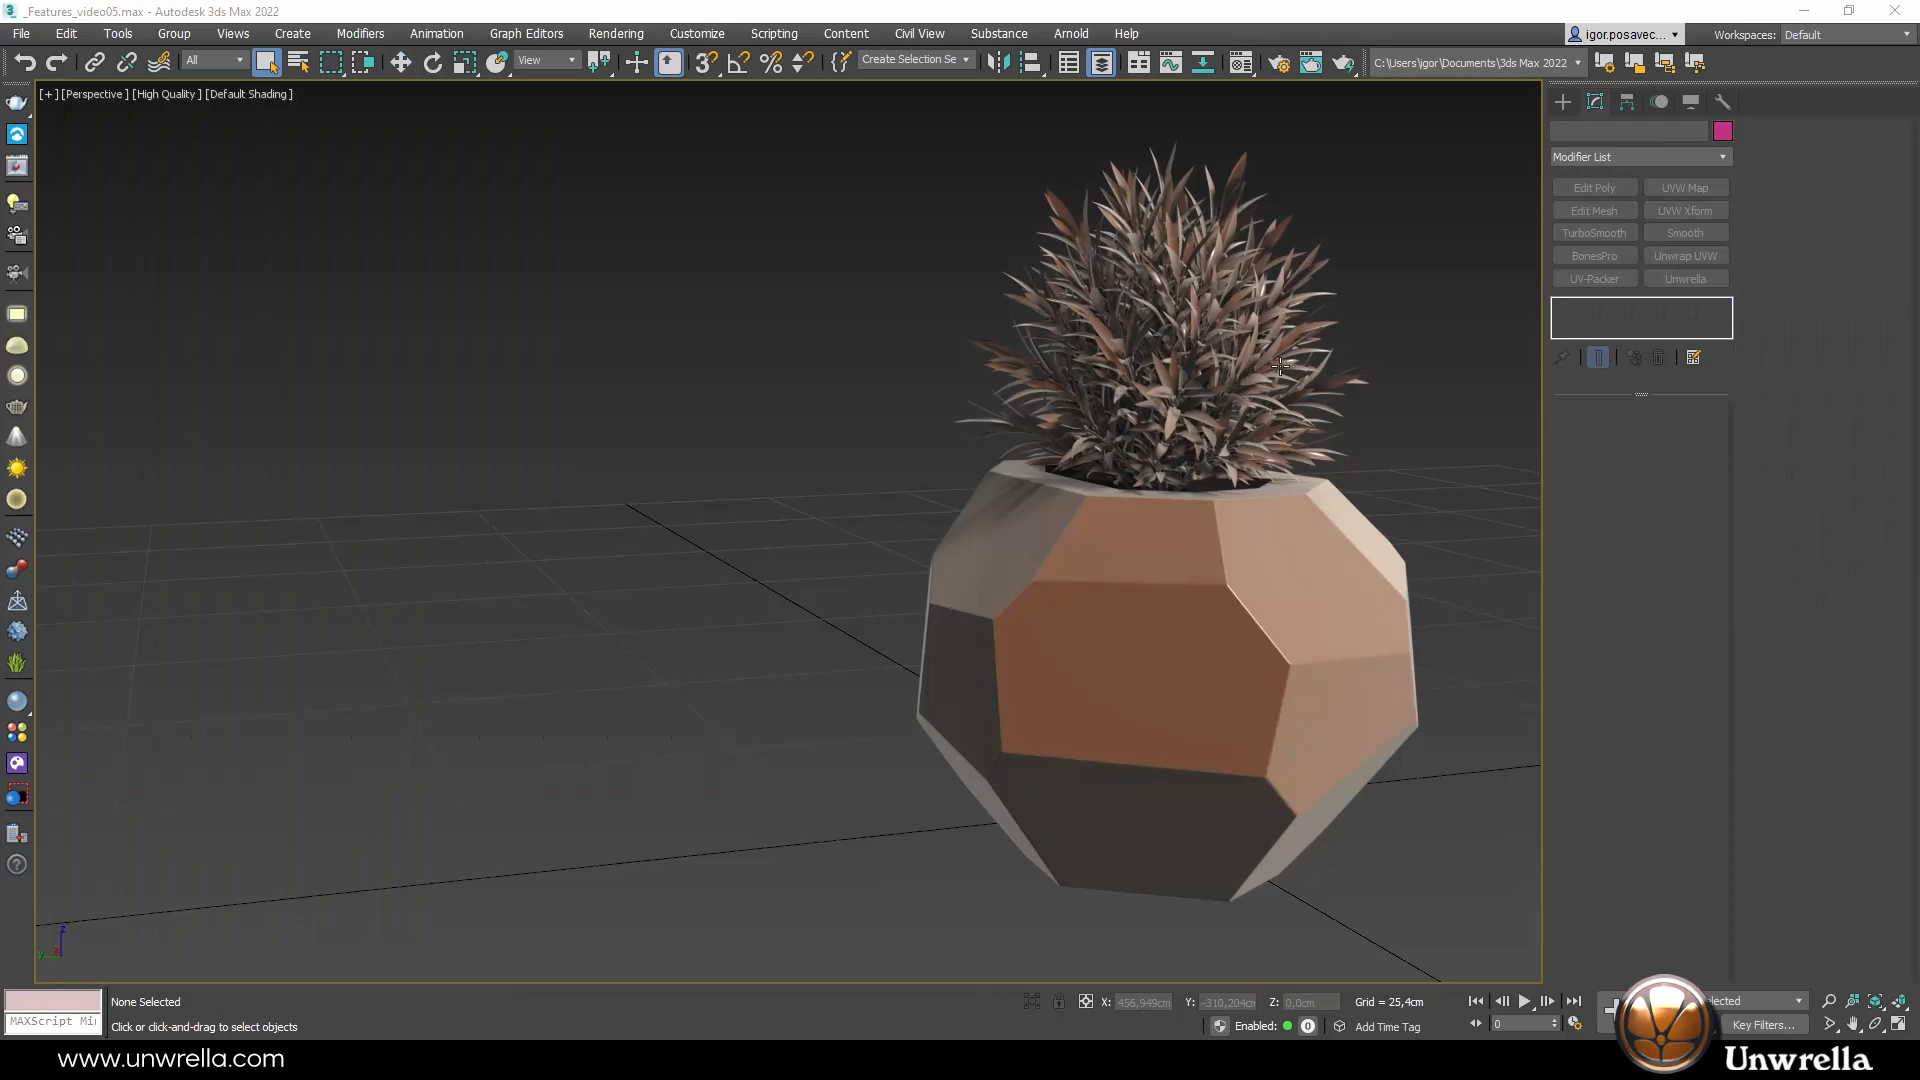 _Features_video05.max - Autodesk 3ds Max 2022
File Edit Tools Group Views Create Modifiers Animation Graph Editors Rendering Customize Scripting Content Civil View Substance Arnold Help
igor.posavec...
Workspaces: Default
All
View
Create Selection Se
C:\Users\igor\Documents\3ds Max 2022
[+] [Perspective] [High Quality] [Default Shading]
Modifier List
Edit Poly UVW Map
Edit Mesh UVW Xform
TurboSmooth Smooth
BonesPro Unwrap UVW
UV-Packer Unwrella
z
x
y
None Selected
X: 456,949cm Y: -310,204cm Z: 0,0cm Grid = 25,4cm
MAXScript Mi
Click or click-and-drag to select objects
Enabled: 0 Add Time Tag
0
lected
Key Filters...
www.unwrella.com
Unwrella